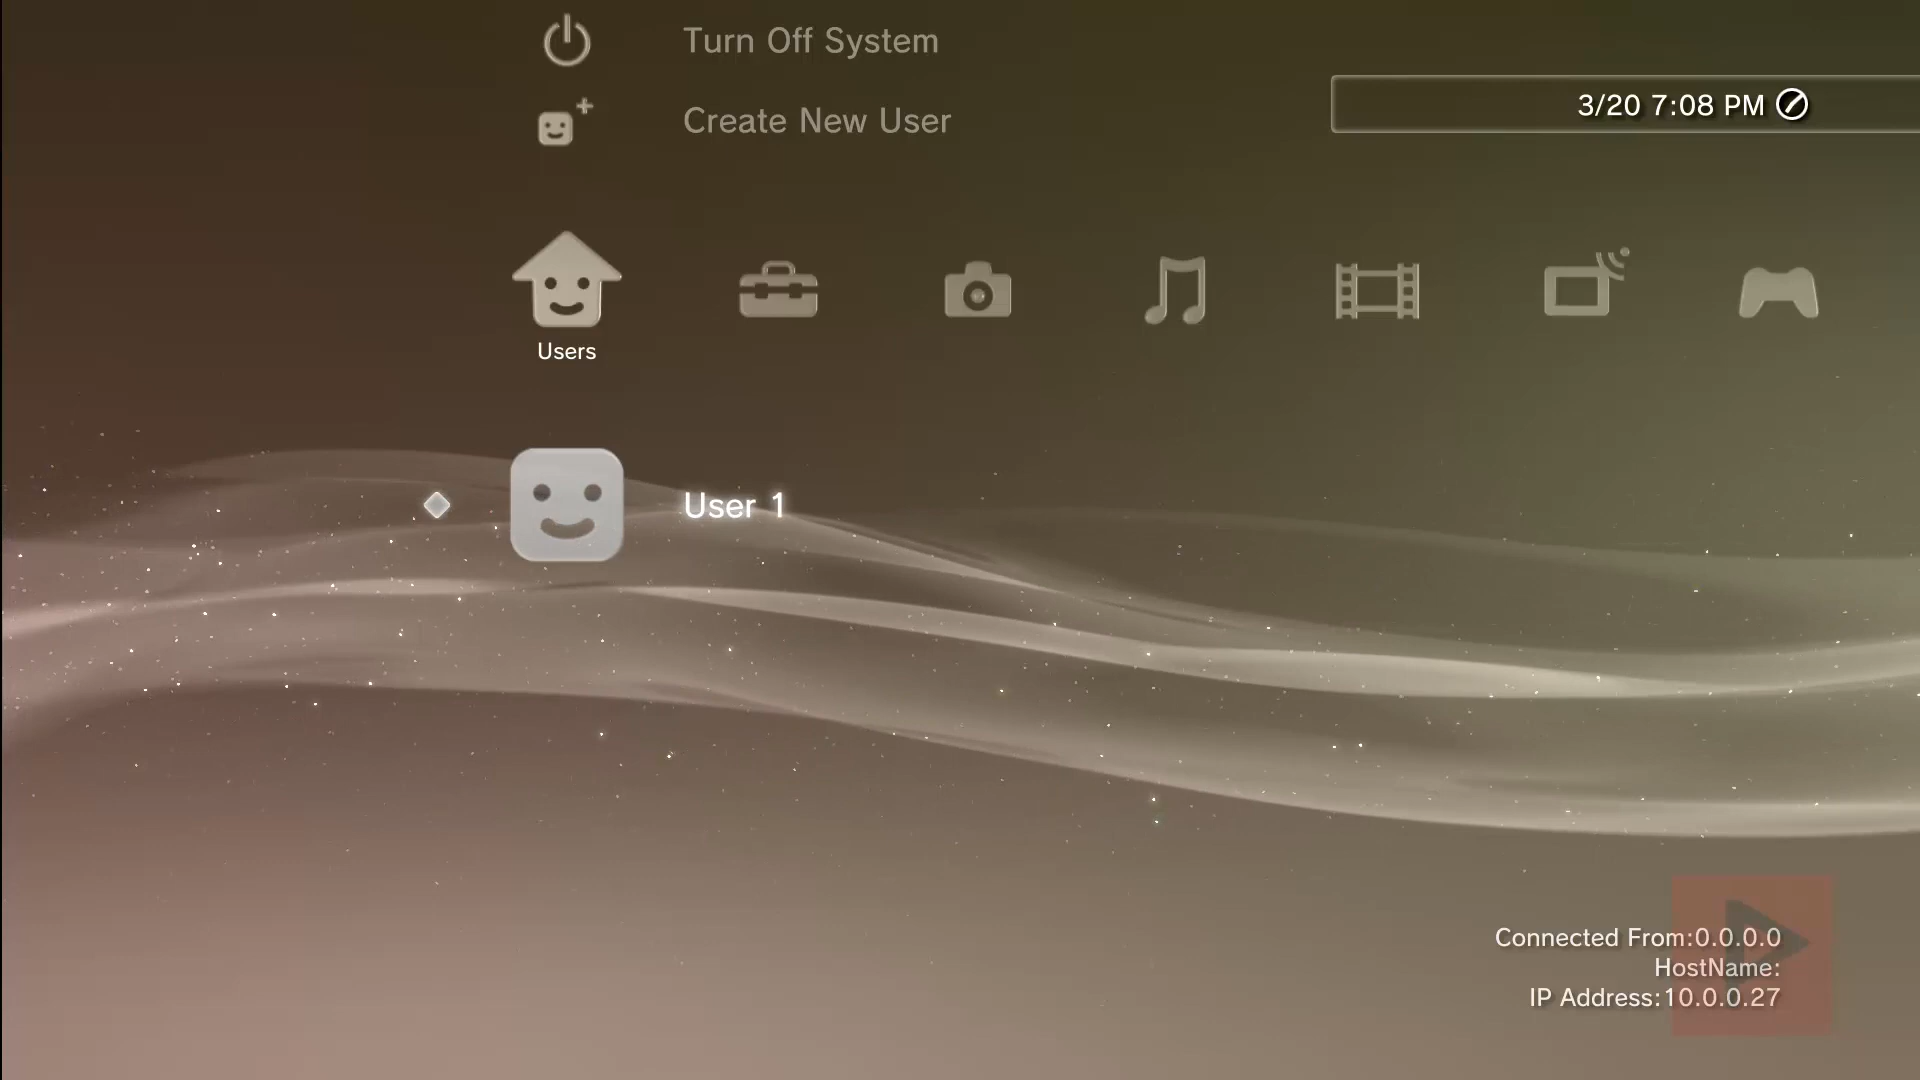 Turn Off System
3/20 7:08 PM
Create New User
Users
User 1
Connected From:0.0.0.0
HostName:
IP Address:10.0.0.27